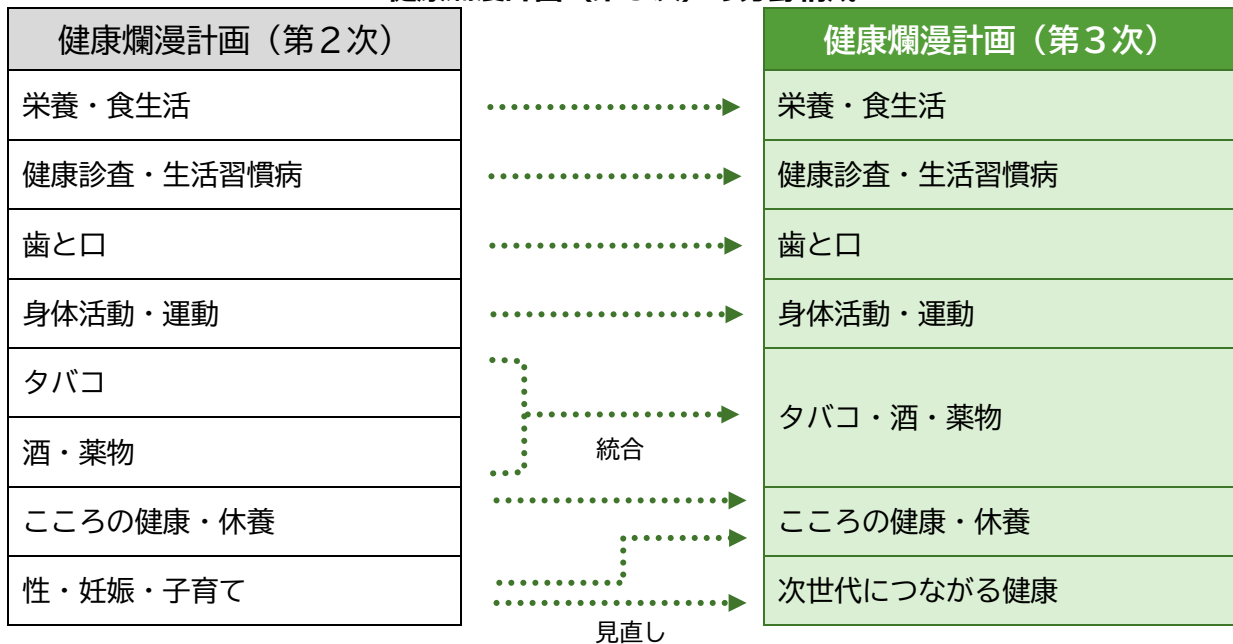 健康爛漫計画（第２次）
健康爛漫計画（第３次）
栄養・食生活
栄養・食生活
健康診査・生活習慣病
健康診査・生活習慣病
歯と口
歯と口
身体活動・運動
身体活動・運動
タバコ
酒・薬物
統合
タバコ・酒・薬物
こころの健康・休養
こころの健康・休養
性・妊娠・子育て
次世代につながる健康
見直し